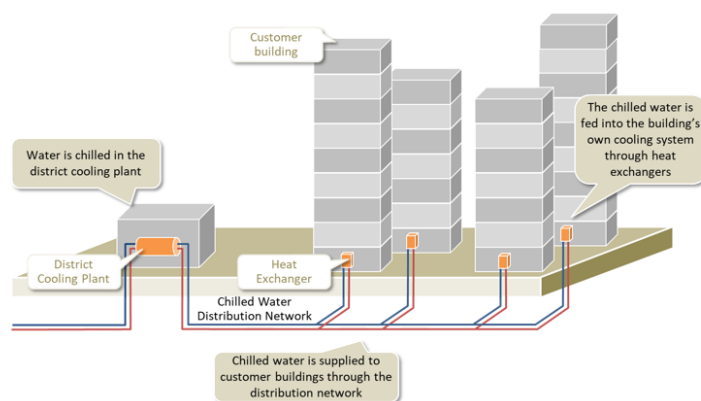 Customer
building
The chilled water is
fed into the building's
own cooling system
through heat
exchangers
Water is chilled in the
district cooling plant
District
Cooling Plant
Heat
Exchanger
Chilled Water
Distribution Network
Chilled water is supplied to
customer buildings through the
distribution network